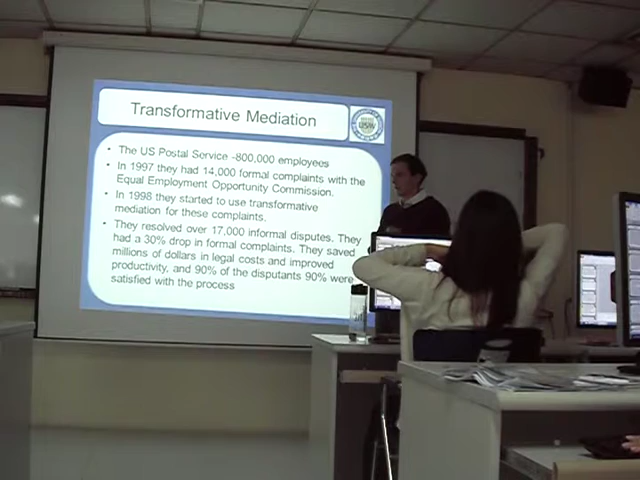 Transformative Mediation
• The US Postal Service -800,000 employees
• In 1997 they had 14,000 formal complaints with the
Equal Employment Opportunity Commission.
• In 1998 they started to use transformative
mediation for these complaints.
• They resolved over 17,000 informal disputes. They
had a 30% drop in formal complaints. They saved
millions of dollars in legal costs and improved
productivity, and 90% of the disputants 90% were
satisfied with the process